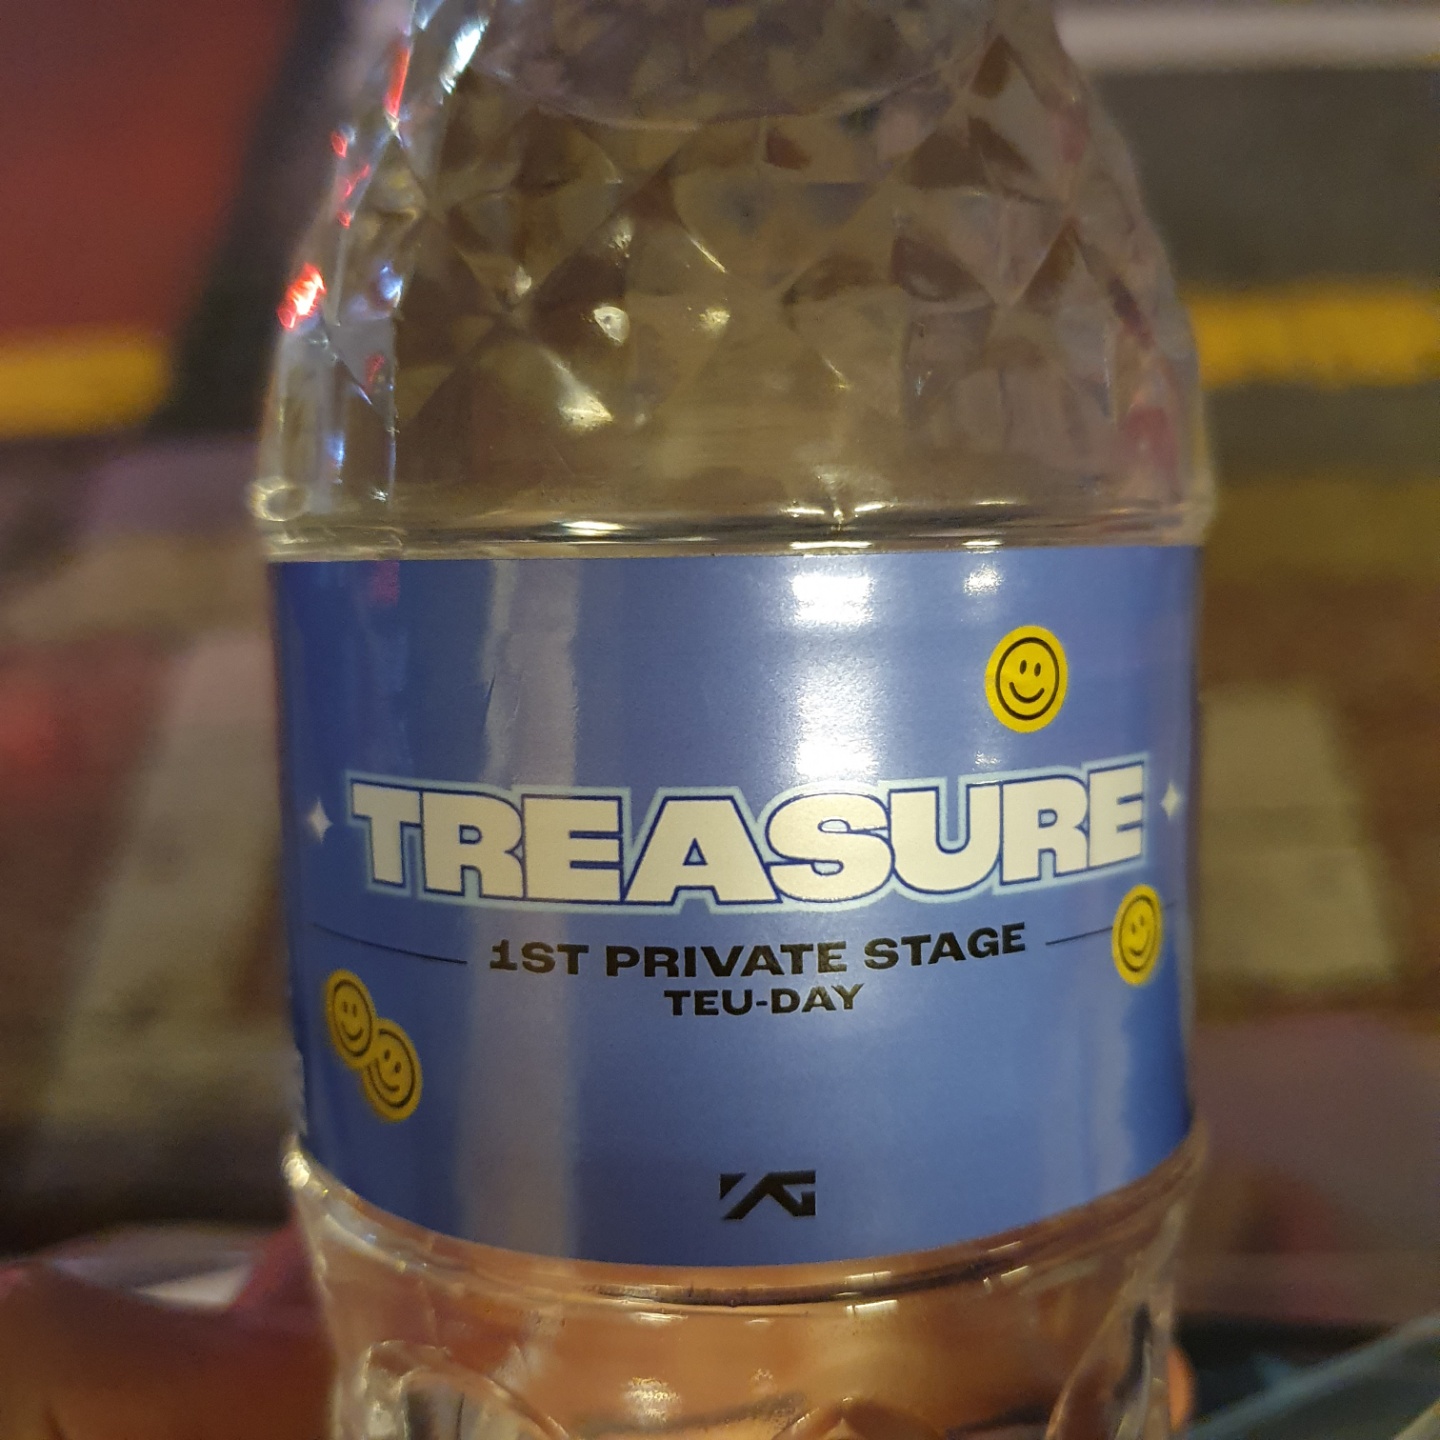 TREASURE
1ST PRIVATE STAGE
TEU-DAY
YG